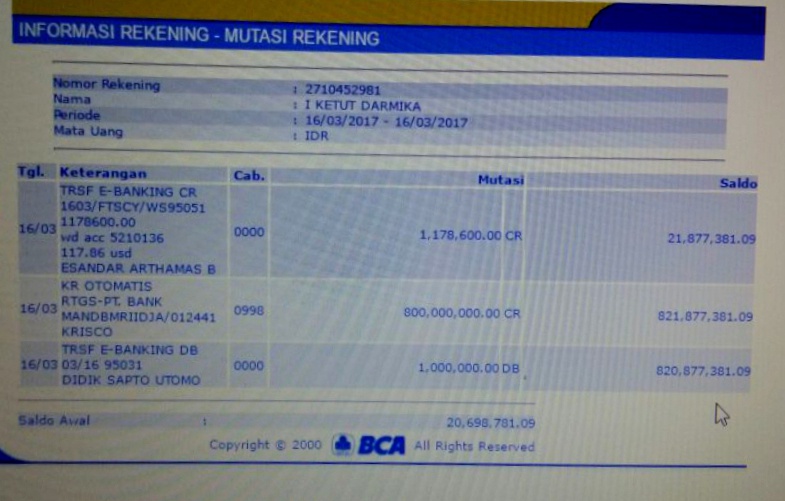 INFORMASI REKENING - MUTASI REKENING
Nomor Rekening : 2710452981
Nama : I KETUT DARMIKA
Periode : 16/03/2017 - 16/03/2017
Mata Uang : IDR
Tgl. Keterangan Cab. Mutasi Saldo
TRSF E-BANKING CR
1603/FTSCY/WS95051
1178600.00
16/03 wd acc 5210136 0000 1,178,600.00 CR 21,877,381.09
117.86 usd
ESANDAR ARTHAMAS B
KR OTOMATIS
RTGS-PT. BANK
16/03 MANDBMRIIDJA/012441 0998 800,000,000.00 CR 821,877,381.09
KRISCO
TRSF E-BANKING DB
16/03 03/16 95031 0000 1,000,000.00 DB 820,877,381.09
DIDIK SAPTO UTOMO
Saldo Awal : 20,698,781.09
Copyright © 2000 BCA All Rights Reserved